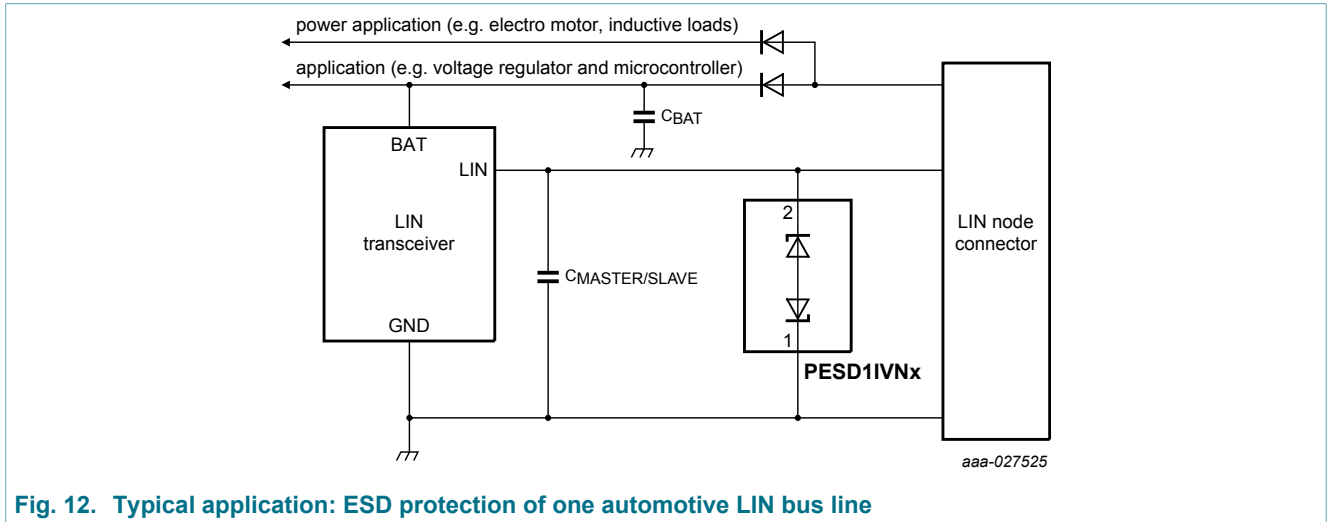 power application (e.g. electro motor, inductive loads)
application (e.g. voltage regulator and microcontroller)
CBAT
BAT
LIN
LIN
transceiver
GND
CMASTER/SLAVE
2
1
PESD1IVNx
LIN node
connector
aaa-027525
Fig. 12. Typical application: ESD protection of one automotive LIN bus line